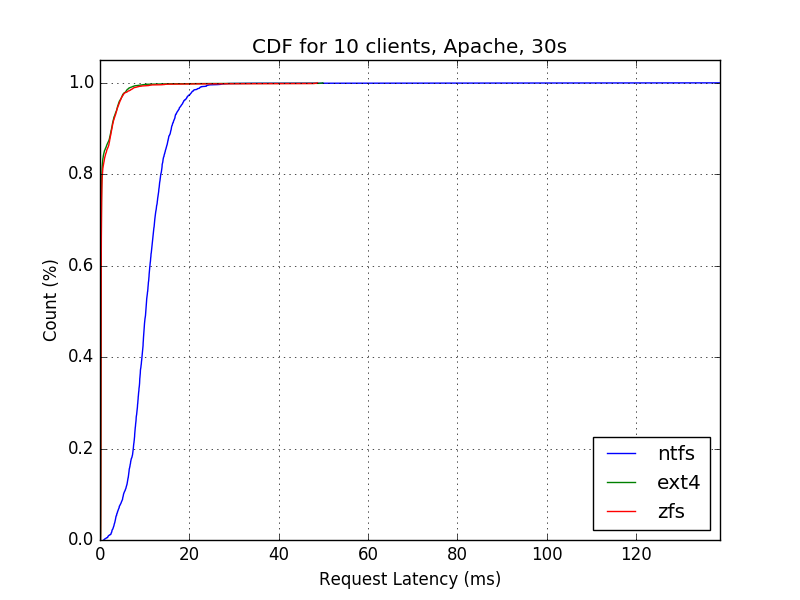 CDF for 10 clients, Apache, 30s
1.0
0.8
0.6
0.4
0.2
0.0
Count (%)
0 20 40 60 80 100 120
Request Latency (ms)
ntfs
ext4
zfs